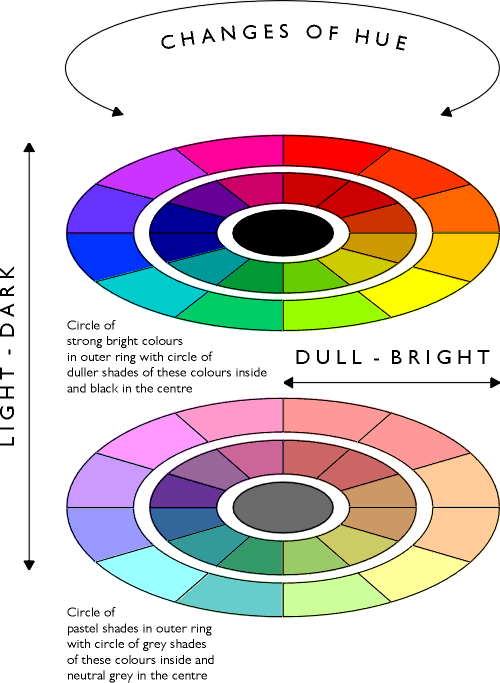 CHANGES OF HUE
LIGHT - DARK
Circle of
strong bright colours
in outer ring with circle of
duller shades of these colours inside
and black in the centre
DULL - BRIGHT
Circle of
pastel shades in outer ring
with circle of grey shades
of these colours inside and
neutral grey in the centre